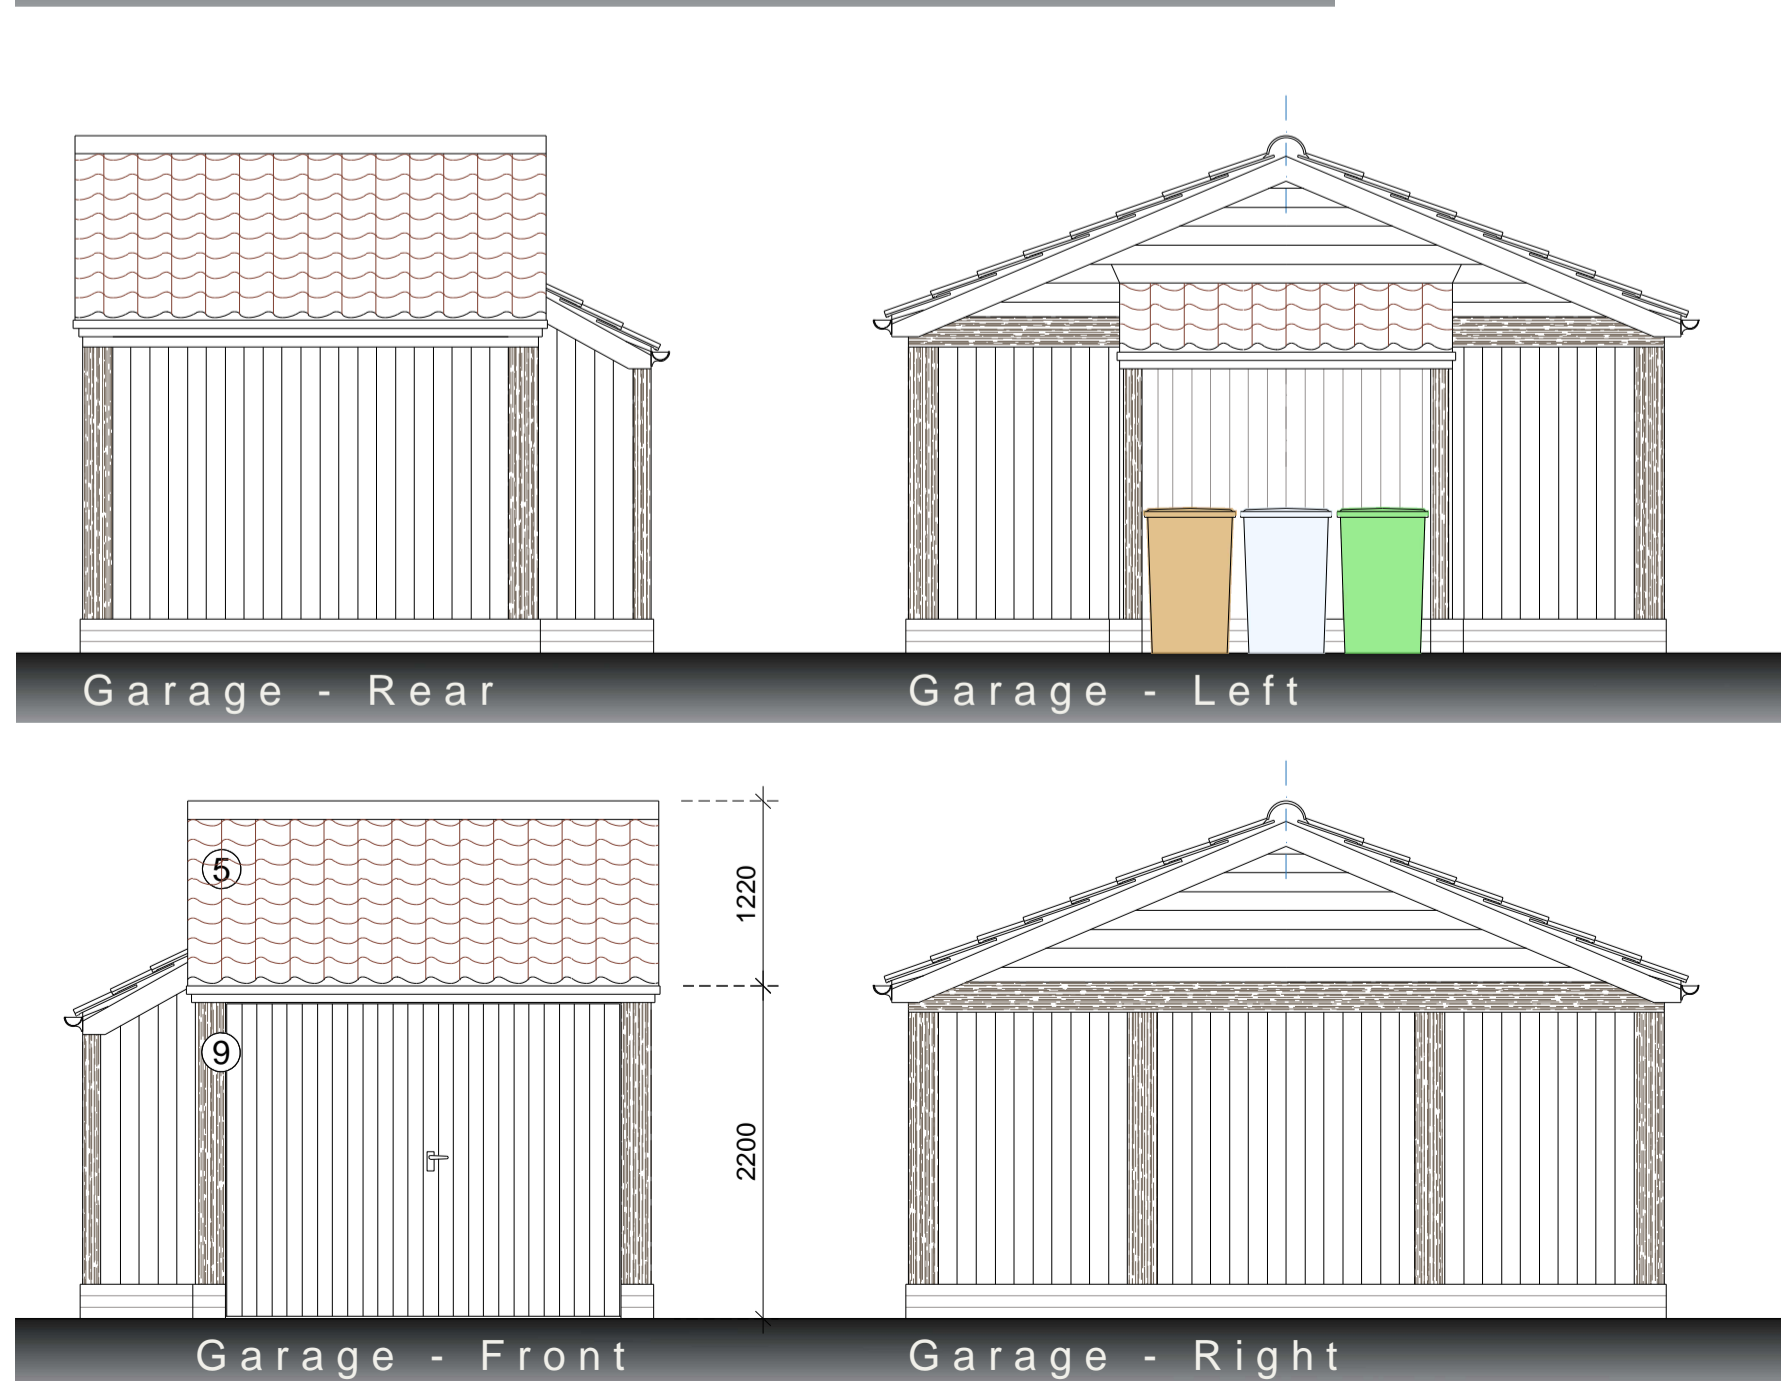 Garage - Rear
Garage - Left
5
1220
9
2200
Garage - Front
Garage - Right